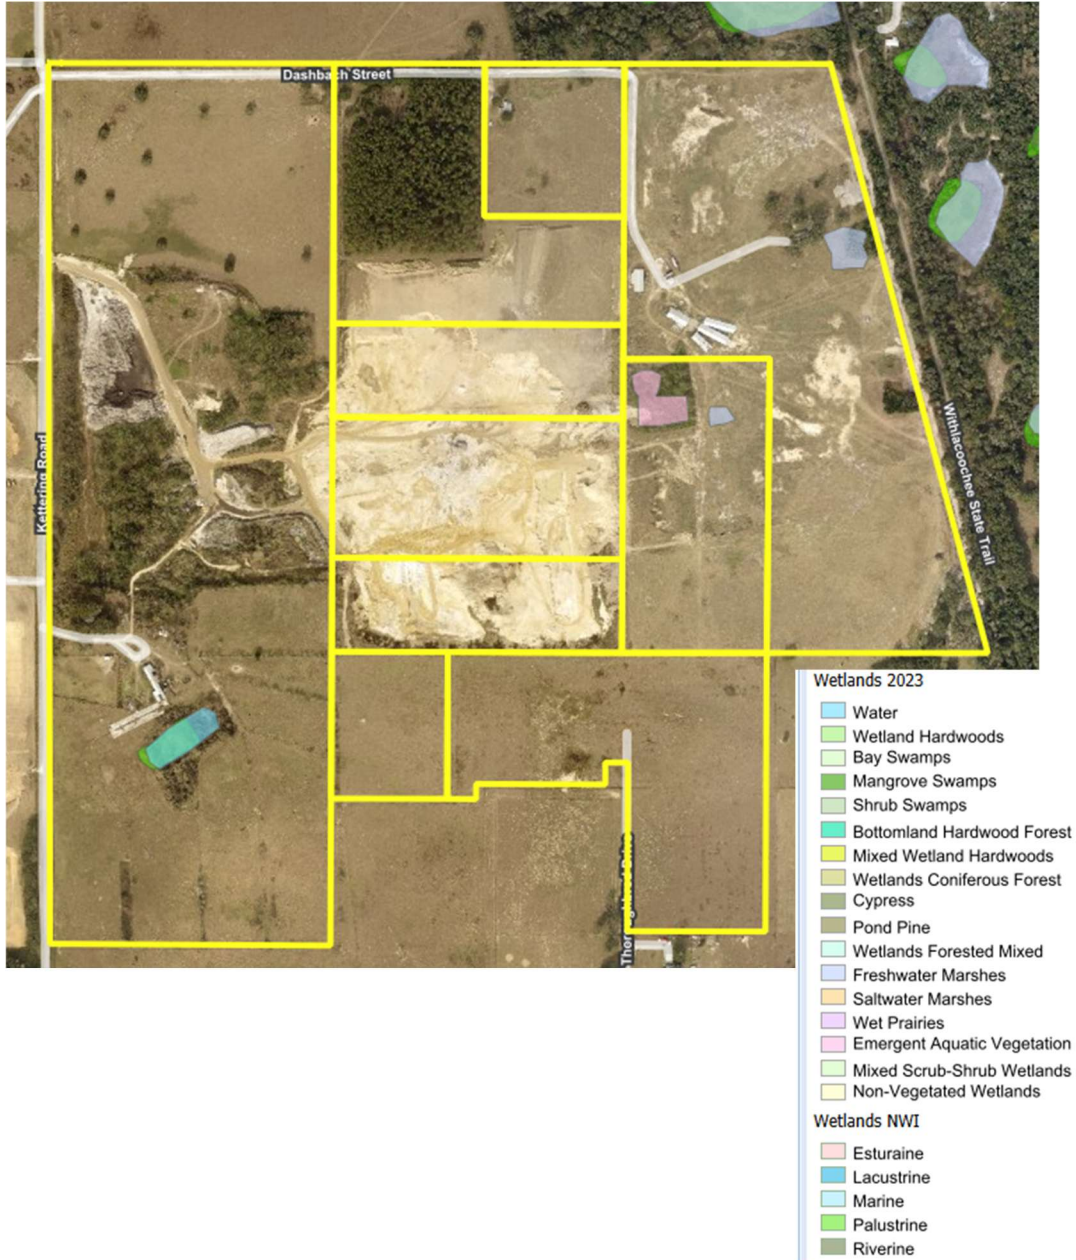 Dashbach Street
Kettering Road
Withlacoochee State Trail
Wetlands 2023
Water
Wetland Hardwoods
Bay Swamps
Mangrove Swamps
Shrub Swamps
Bottomland Hardwood Forest
Mixed Wetland Hardwoods
Wetlands Coniferous Forest
Cypress
Pond Pine
Wetlands Forested Mixed
Freshwater Marshes
Saltwater Marshes
Wet Prairies
Emergent Aquatic Vegetation
Mixed Scrub-Shrub Wetlands
Non-Vegetated Wetlands
Wetlands NWI
Esturaine
Lacustrine
Marine
Palustrine
Riverine